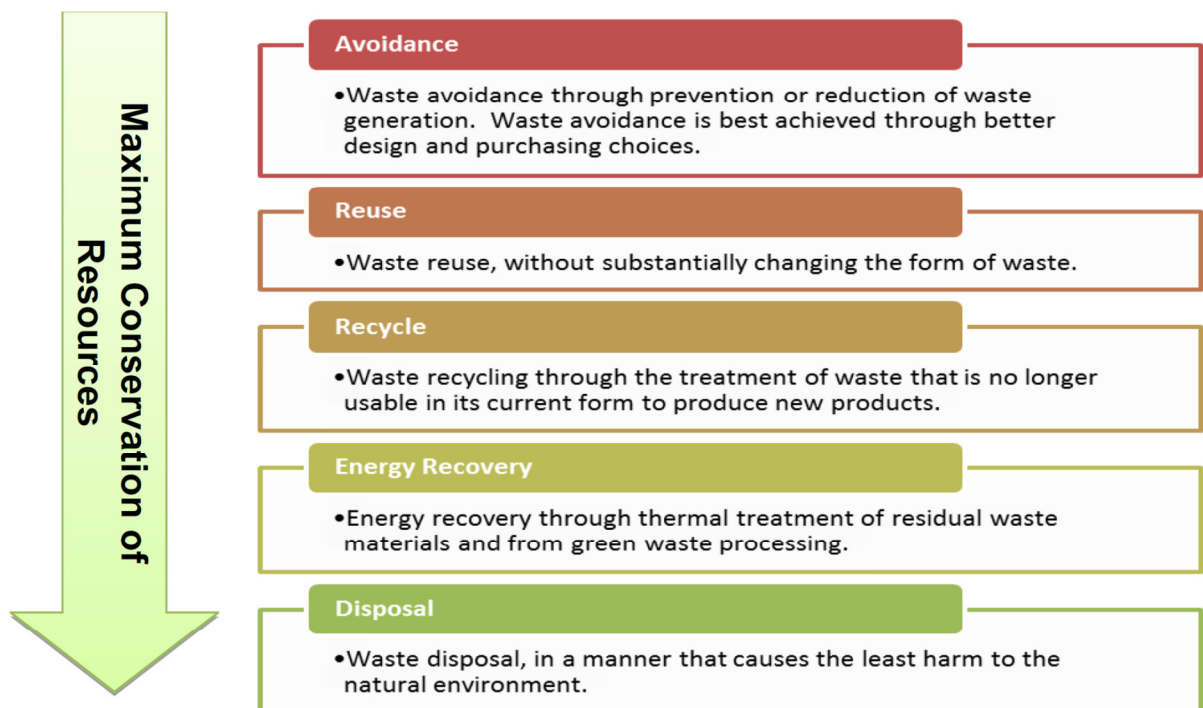 Maximum Conservation of
Resources
Avoidance
•Waste avoidance through prevention or reduction of waste
generation.  Waste avoidance is best achieved through better
design and purchasing choices.
Reuse
•Waste reuse, without substantially changing the form of waste.
Recycle
•Waste recycling through the treatment of waste that is no longer
usable in its current form to produce new products.
Energy Recovery
•Energy recovery through thermal treatment of residual waste
materials and from green waste processing.
Disposal
•Waste disposal, in a manner that causes the least harm to the
natural environment.